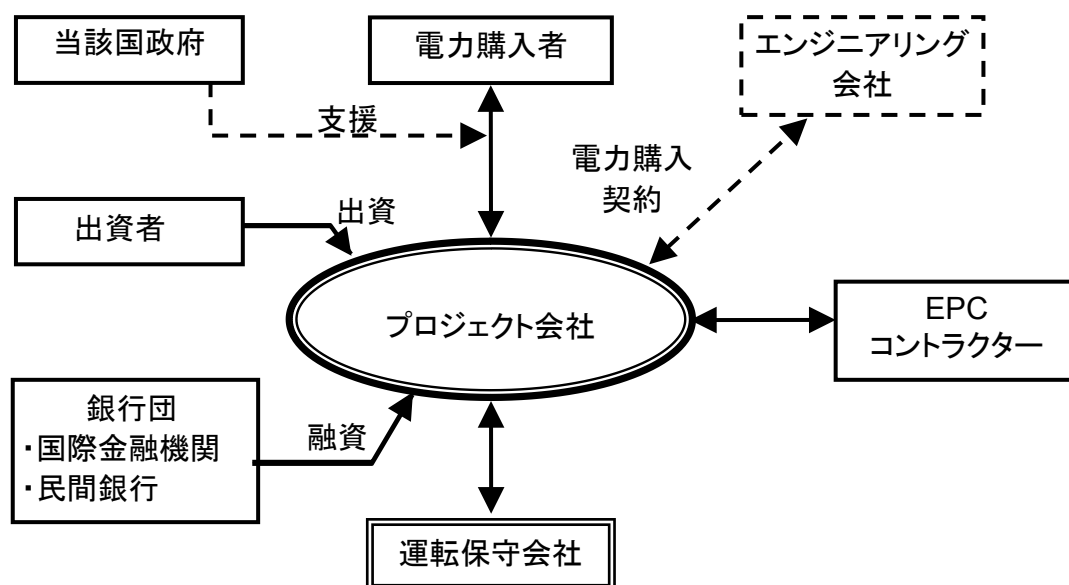 当該国政府
電力購入者
エンジニアリング
会社
支援
電力購入
契約
出資者
出資
プロジェクト会社
EPC
コントラクター
銀行団
・国際金融機関
・民間銀行
融資
運転保守会社